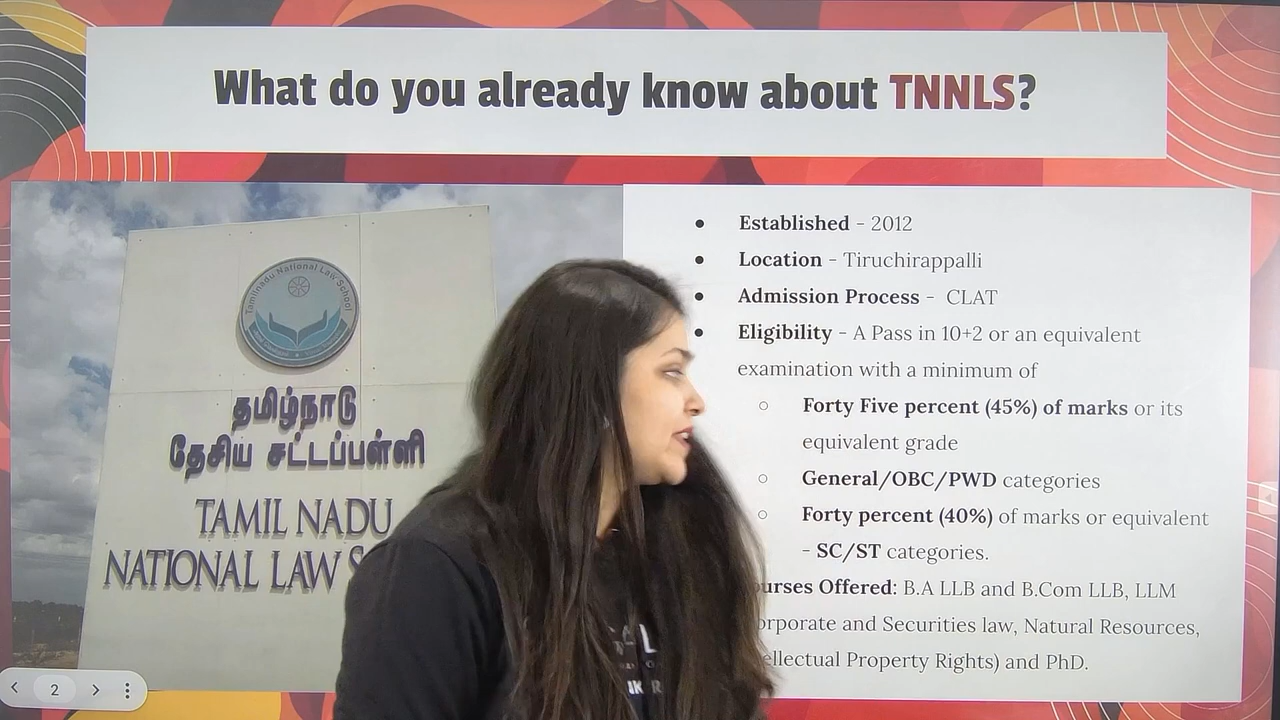 What do you already know about TNNLS?
Tamilnadu National Law School
தமிழ்நாடு
தேசிய சட்டப்பள்ளி
TAMIL NADU
NATIONAL LAW
• Established - 2012
• Location - Tiruchirappalli
• Admission Process - CLAT
• Eligibility - A Pass in 10+2 or an equivalent
examination with a minimum of
○ Forty Five percent (45%) of marks or its
equivalent grade
○ General/OBC/PWD categories
○ Forty percent (40%) of marks or equivalent
- SC/ST categories.
Offered: B.A LLB and B.Com LLB, LLM
and Securities law, Natural Resources,
Property Rights) and PhD.
2